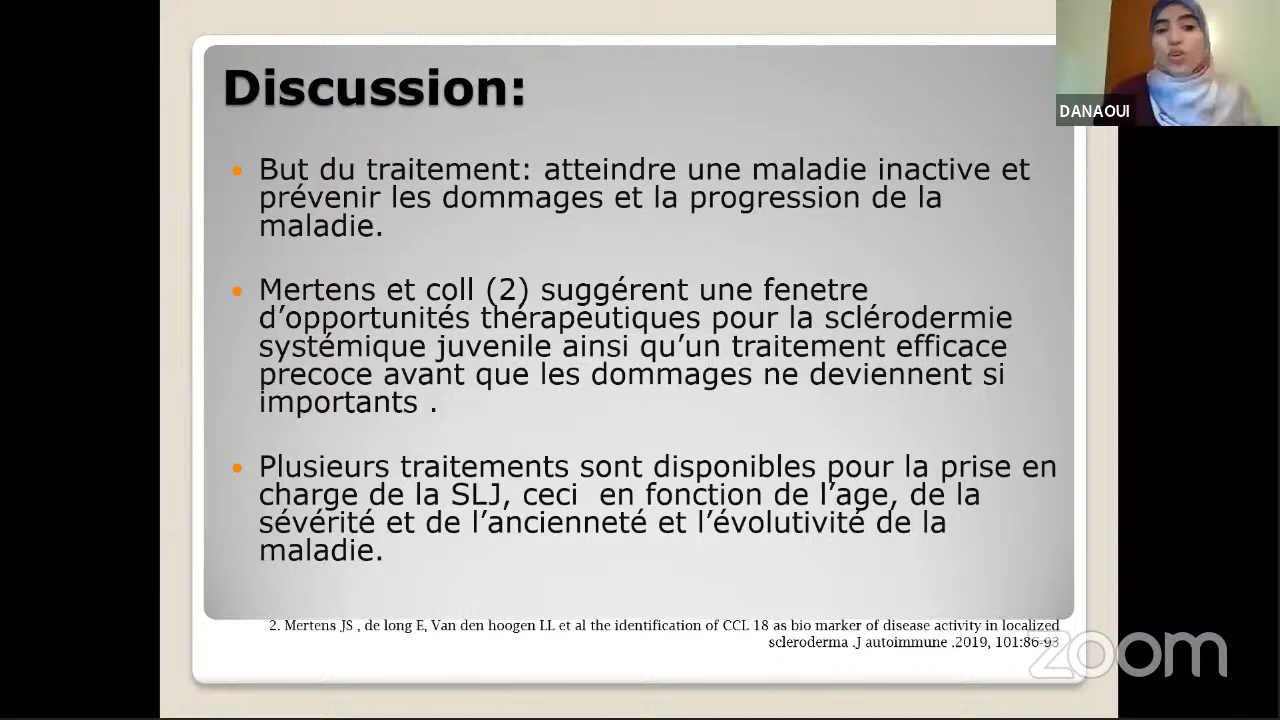 Discussion:
DANAOUI
But du traitement: atteindre une maladie inactive et
prévenir les dommages et la progression de la
maladie.
Mertens et coll (2) suggérent une fenetre
d’opportunités thérapeutiques pour la sclérodermie
systémique juvenile ainsi qu’un traitement efficace
precoce avant que les dommages ne deviennent si
importants .
Plusieurs traitements sont disponibles pour la prise en
charge de la SLJ, ceci en fonction de l’age, de la
sévérité et de l’ancienneté et l’évolutivité de la
maladie.
2. Mertens JS , de long E, Van den hoogen LL et al the identification of CCL 18 as bio marker of disease activity in localized
scleroderma .J autoimmune .2019, 101:86-93
zoom